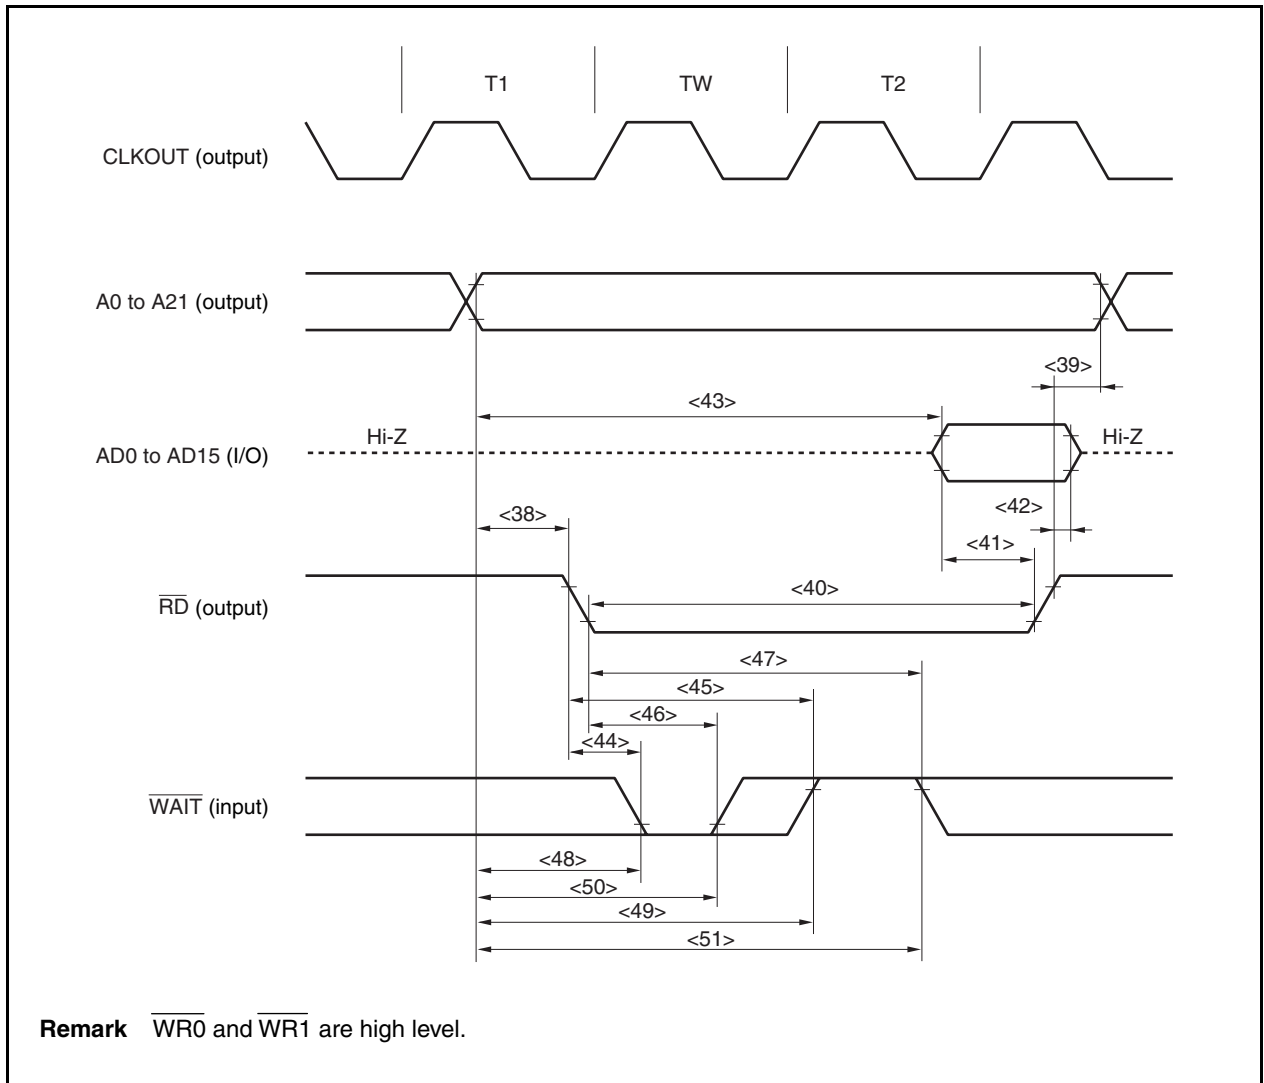 T1 TW T2
CLKOUT (output)
A0 to A21 (output)
<39>
<43>
Hi-Z Hi-Z
AD0 to AD15 (I/O)
<42>
<38>
<41>
<40>
RD (output)
<47>
<45>
<46>
<44>
WAIT (input)
<48>
<50>
<49>
<51>
Remark WR0 and WR1 are high level.